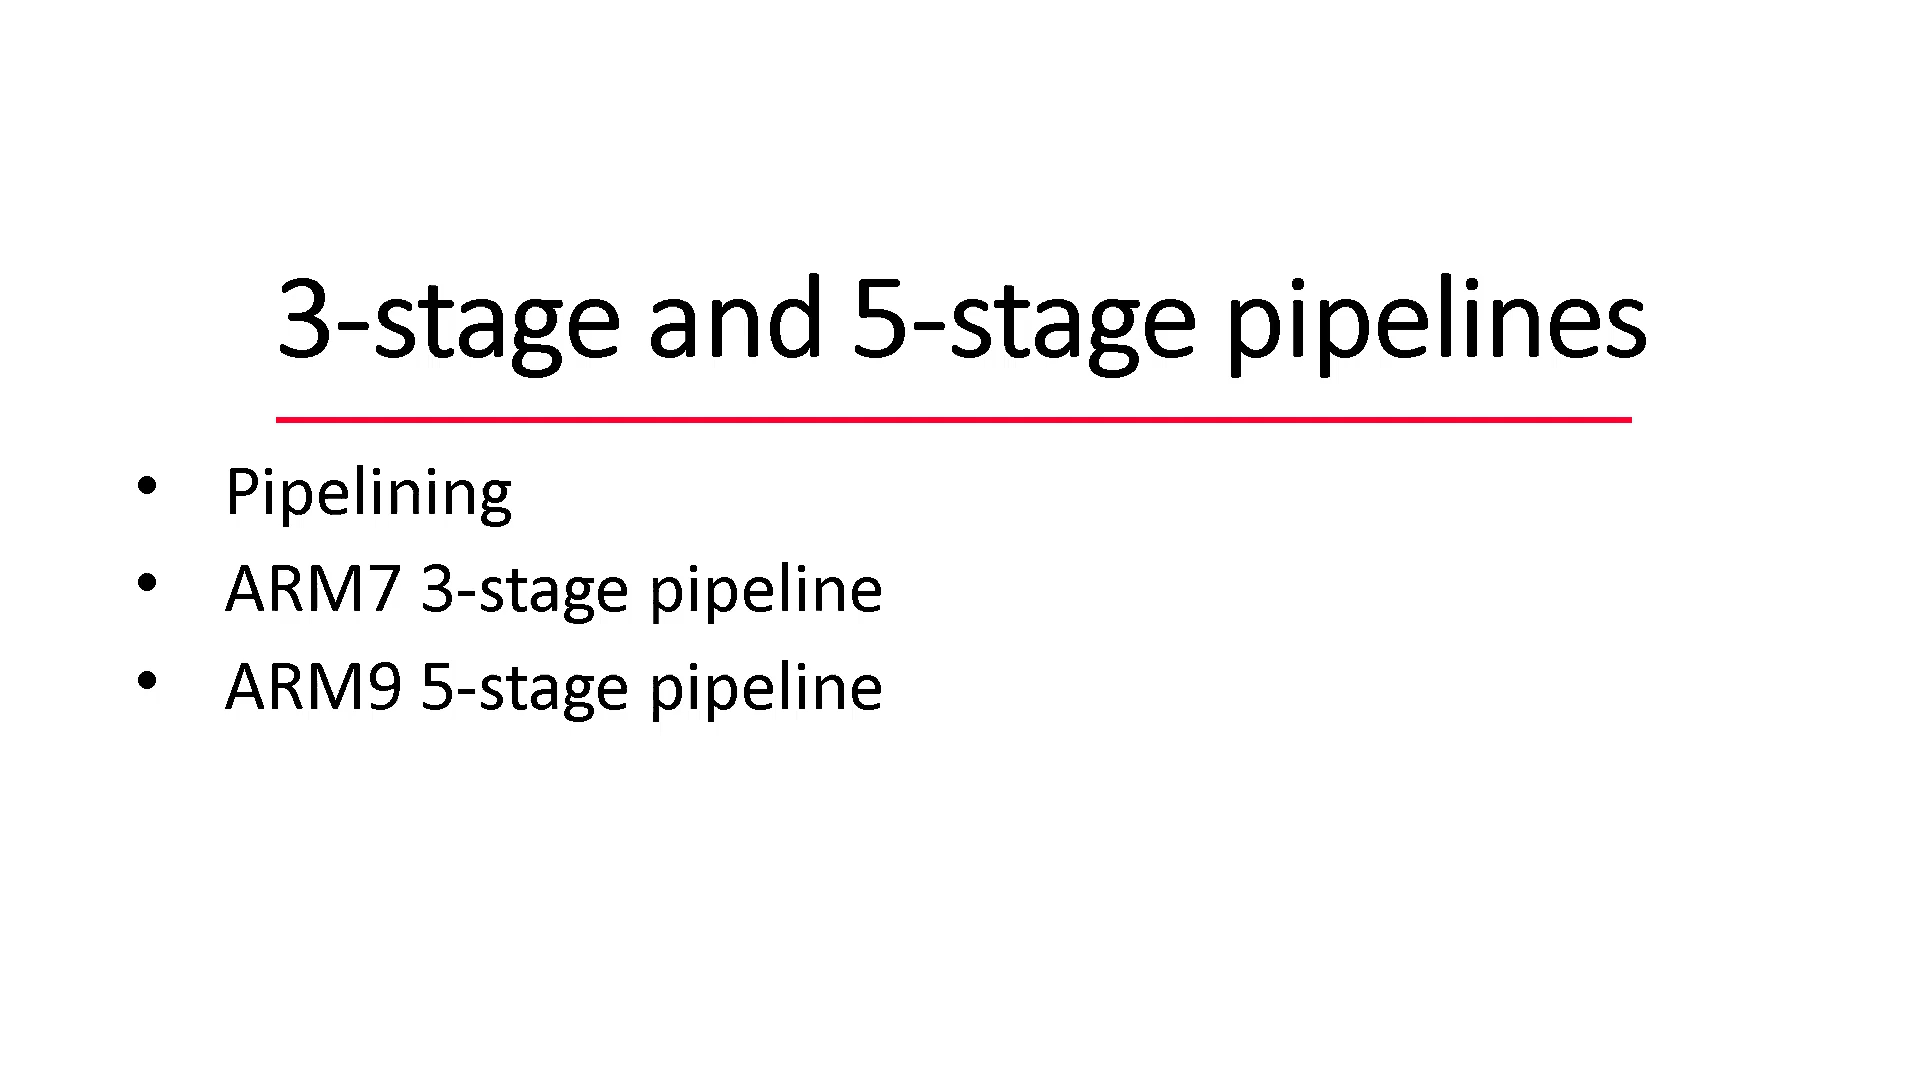 3-stage and 5-stage pipelines
• Pipelining
• ARM7 3-stage pipeline
• ARM9 5-stage pipeline